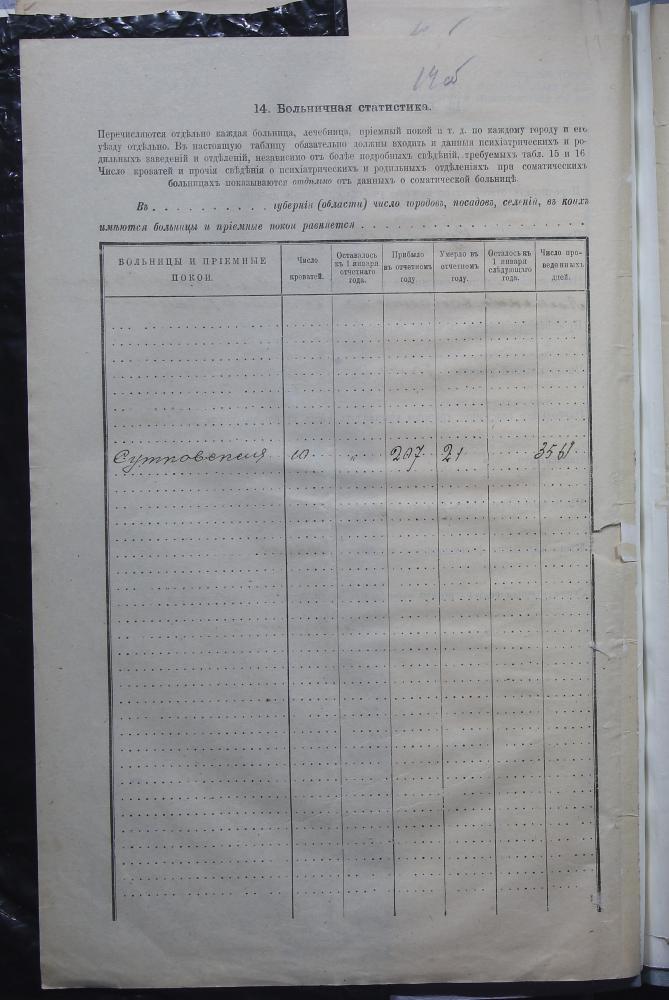 14. Больничная статистика.
Перечисляются отдѣльно каждая больница, лечебница, пріемный покой и т. д. по каждому городу и его
уѣзду отдѣльно. Въ настоящую таблицу обязательно должны входить и данныя психіатрическихъ и ро-
дильныхъ заведеній и отдѣленій, независимо отъ болѣе подробныхъ свѣдѣній, требуемыхъ табл. 15 и 16
Число кроватей и прочія свѣдѣнія о психіатрическихъ и родильныхъ отдѣленіяхъ при соматическихъ
больницахъ показываются отдѣльно отъ данныхъ о соматической больницѣ.
Въ . . . . . . . . . . губерніи (области) число городовъ, посадовъ, селеній, въ коихъ
имѣются больницы и пріемные покои равняется . . . . . . . . . . . . . . . . . . .
БОЛЬНИЦЫ И ПРІЕМНЫЕ ПОКОИ.
Число кроватей.
Оставалось къ 1 января отчетнаго года.
Прибыло въ отчетномъ году.
Умерло въ отчетномъ году.
Осталось къ 1 января слѣдующаго года.
Число проведенныхъ дней.
10 " 207 21 3561